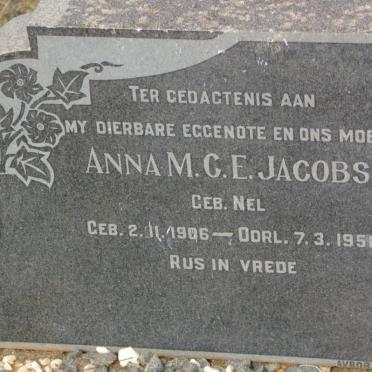 TER GEDAGTENIS AAN
MY DIERBARE EGGENOTE EN ONS MOE
ANNA M. C. E. JACOBS
GEB. NEL
GEB. 2. 11. 1906 — OORL. 7. 3. 195
RUS IN VREDE